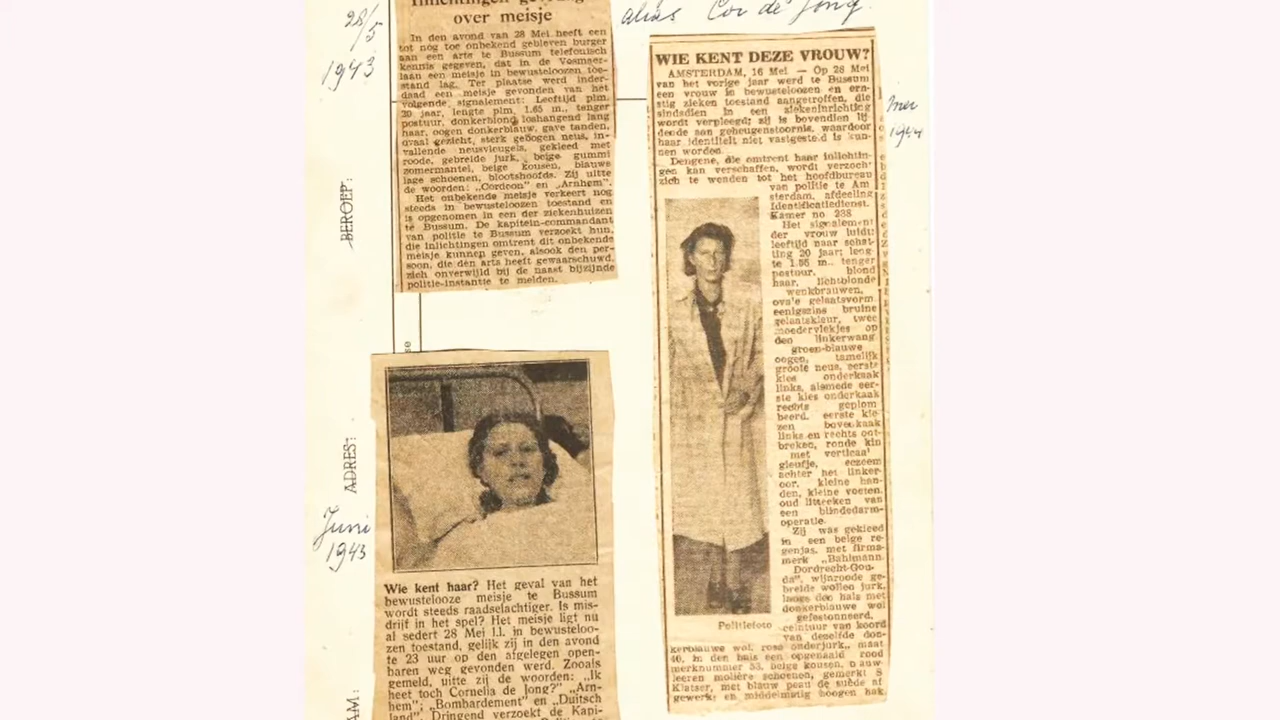 28/5
1943
over meisje
In den avond van 28 Mei heeft een
tot nog toe onbekend gebleven burger
aan een arts te Bussum telefonisch
kennis gegeven, dat in de Vosmeer-
laan een meisje in bewusteloozen toe-
stand lag. Ter plaatse werd inder-
daad een meisje gevonden van het
volgende signalement: Leeftijd plm.
20 jaar, lengte plm. 1.65 m., tenger
postuur, donkerblond loshangend lang
haar, oogen donkerblauw, gave tanden,
ovaal gezicht, sterk gebogen neus, in-
vallende neusvleugels, gekleed met
roode, gebreide jurk, beige gummi
zomermantel, beige kousen, blauwe
lage schoenen, blootshoofds. Zij uitte
de woorden: „Cordeon" en „Arnhem".
Het onbekende meisje verkeert nog
steeds in bewusteloozen toestand en
is opgenomen in een der ziekenhuizen
te Bussum. De kapitein-commandant
van politie te Bussum verzoekt hun,
die inlichtingen omtrent dit onbekende
meisje kunnen geven, alsook den per-
soon, die den arts heeft gewaarschuwd,
zich onverwijld bij de naast bijzijnde
politie-instantie te melden.
BEROEP:
ADRES:
AM:
Juni
1943
Wie kent haar? Het geval van het
bewustelooze meisje te Bussum
wordt steeds raadselachtiger. Is mis-
drijf in het spel? Het meisje ligt nu
al sedert 28 Mei l.l. in bewusteloo-
zen toestand, gelijk zij in den avond
te 23 uur op den afgelegen open-
baren weg gevonden werd. Zooals
gemeld, uitte zij de woorden: „Ik
heet toch Cornelia de Jong?" „Arn-
hem"; „Bombardement" en „Duitsch
land". Dringend verzoekt de Kapi-
alias Cor de Jong.
Mei
1944
WIE KENT DEZE VROUW?
AMSTERDAM, 16 Mei — Op 28 Mei
van het vorige jaar werd te Bussum
een vrouw in bewusteloozen en ern-
stig zieken toestand aangetroffen, die
sindsdien in een ziekeninrichting
wordt verpleegd; zij is bovendien lij
dende aan geheugenstoornis, waardoor
haar identiteit niet vastgesteld is kun-
nen worden.
Dengene, die omtrent haar inlichtin-
gen kan verschaffen, wordt verzoch-
zich te wenden tot het hoofdbureau
van politie te Am
sterdam, afdeeling
Identificatiedienst.
Kamer no 238
Het signalement
der vrouw luidt:
leeftijd naar schat-
ting 20 jaar; leng-
te 1.56 m., tenger
postuur, blond
haar, lichtblonde
wenkbrauwen,
ovale gelaatsvorm,
eenigszins bruine
gelaatskleur, twee
moedervlekjes op
den linkerwang
groen-blauwe
oogen, tamelijk
groote neus, eerste
kies onderkaak
links, alsmede eer-
ste kies onderkaak
rechts geplom
beerd, eerste kie-
zen bovenkaak
links en rechts ont-
breken, ronde kin
met verticaal
gleufje, eczeem
achter het linker-
oor, kleine han-
den, kleine voeten,
oud litteeken van
een blindedarm-
operatie.
Zij was gekleed
in een beige re-
genjas, met firma-
merk „Bahlmann,
Dordrecht-Gou-
da", wijnroode ge-
breide wollen jurk,
langs den hals met
donkerblauwe wol
gefestonneerd,
ceintuur van koord
van dezelfde don-
Politiefoto
kerblauwe wol, rose onderjurk, maat
46, in den buis een opgenaaid rood
merknummer 53, beige kousen, blauw
leeren molière schoenen, gemerkt S
Klatser, met blauw peau de suède af
gewerkt en middelmatig hoogen hak.